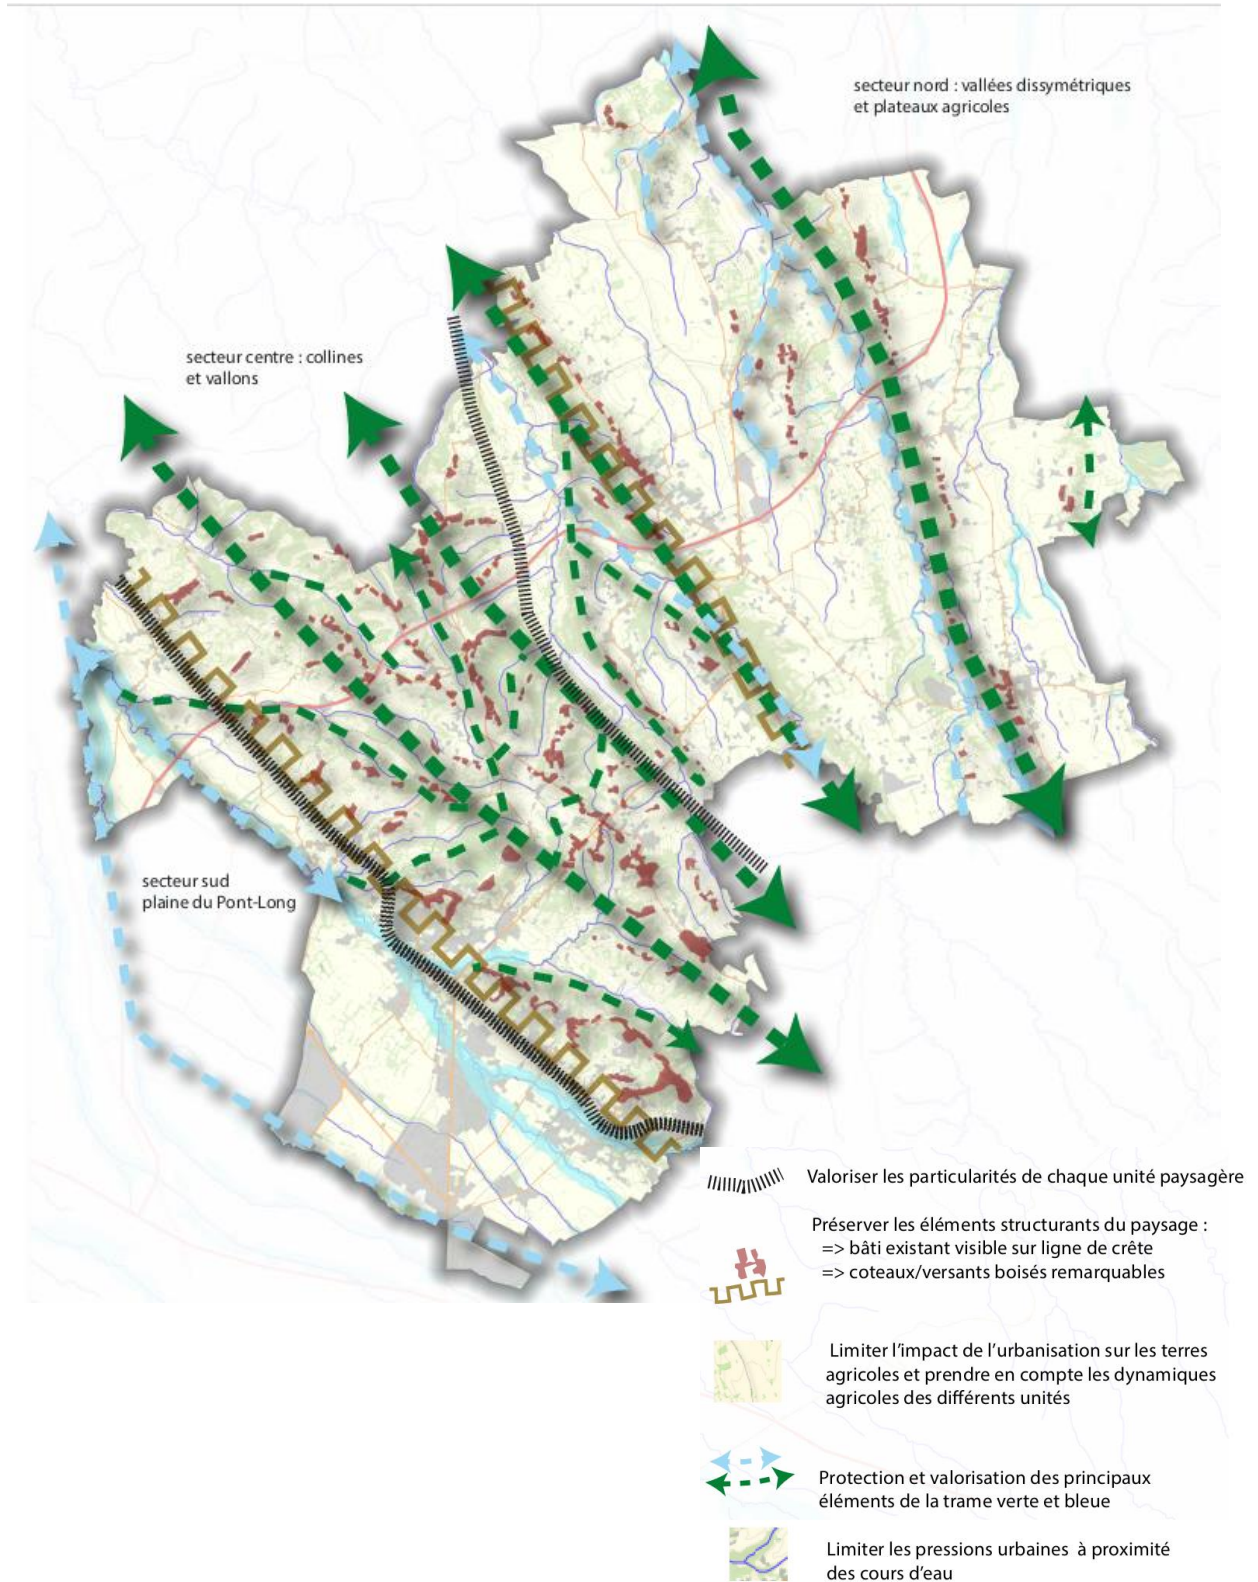 secteur nord : vallées dissymétriques
et plateaux agricoles
secteur centre : collines
et vallons
secteur sud
plaine du Pont-Long
Valoriser les particularités de chaque unité paysagère
Préserver les éléments structurants du paysage :
=> bâti existant visible sur ligne de crête
=> coteaux/versants boisés remarquables
Limiter l'impact de l'urbanisation sur les terres
agricoles et prendre en compte les dynamiques
agricoles des différents unités
Protection et valorisation des principaux
éléments de la trame verte et bleue
Limiter les pressions urbaines à proximité
des cours d'eau